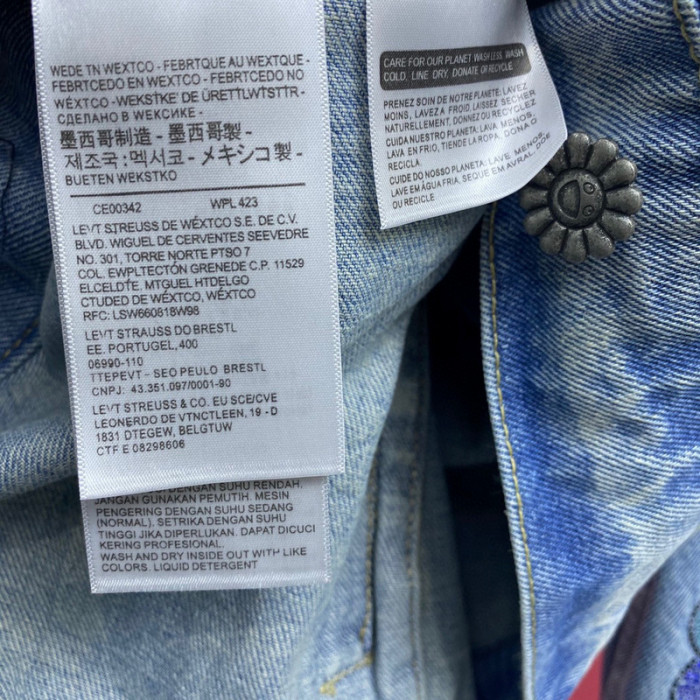 WEDE TN WEXTCO - FEBRTQUE AU WEXTQUE -
FEBRTCEDO EN WEXTCO - FEBRTCEDO NO
WÉXTCO - WEKSTKE' DE ÜRETTLWTSTTR -
СДЕЛАНО В МЕКСИКЕ -
墨西哥制造 - 墨西哥製 -
제조국: 멕서코 - メキシコ製 -
BUETEN WEKSTKO
CE00342 WPL 423
LEVT STREUSS DE WÉXTCO S.E. DE C.V.
BLVD. WIGUEL DE CERVENTES SEEVEDRE
NO. 301, TORRE NORTE PTSO 7
COL. EWPLTECTÓN GRENEDE C.P. 11529
ELCELDTE. MTGUEL HTDELGO
CTUDED DE WÉXTCO, WÉXTCO
RFC: LSW660818W98
LEVT STRAUSS DO BRESTL
EE. PORTUGEL, 400
06990-110
TTEPEVT - SEO PEULO BRESTL
CNPJ: 43.351.097/0001-90
LEVT STREUSS & CO. EU SCE/CVE
LEONERDO DE VTNCTLEEN, 19 - D
1831 DTEGEW, BELGTUW
CTF E 08298606
DENGAN SUHU RENDAH.
JANGAN GUNAKAN PEMUTIH. MESIN
PENGERING DENGAN SUHU SEDANG
(NORMAL). SETRIKA DENGAN SUHU
TINGGI JIKA DIPERLUKAN. DAPAT DICUCI
KERING PROFESIONAL.
WASH AND DRY INSIDE OUT WITH LIKE
COLORS. LIQUID DETERGENT
CARE FOR OUR PLANET WASH LESS, WASH
COLD, LINE DRY, DONATE OR RECYCLE.
PRENEZ SOIN DE NOTRE PLANETE: LAVEZ
MOINS, LAVEZ A FROID, LAISSEZ SECHER
NATURELLEMENT, DONNEZ OU RECYCLEZ
CUIDA NUESTRO PLANETA: LAVA MENOS,
LAVA EN FRIO, TIENDE LA ROPA, DONA O
RECICLA.
CUIDE DO NOSSO PLANETA: LAVE MENOS,
LAVE EM ÁGUA FRIA, SEQUE EM VARAL, DOE
OU RECICLE.